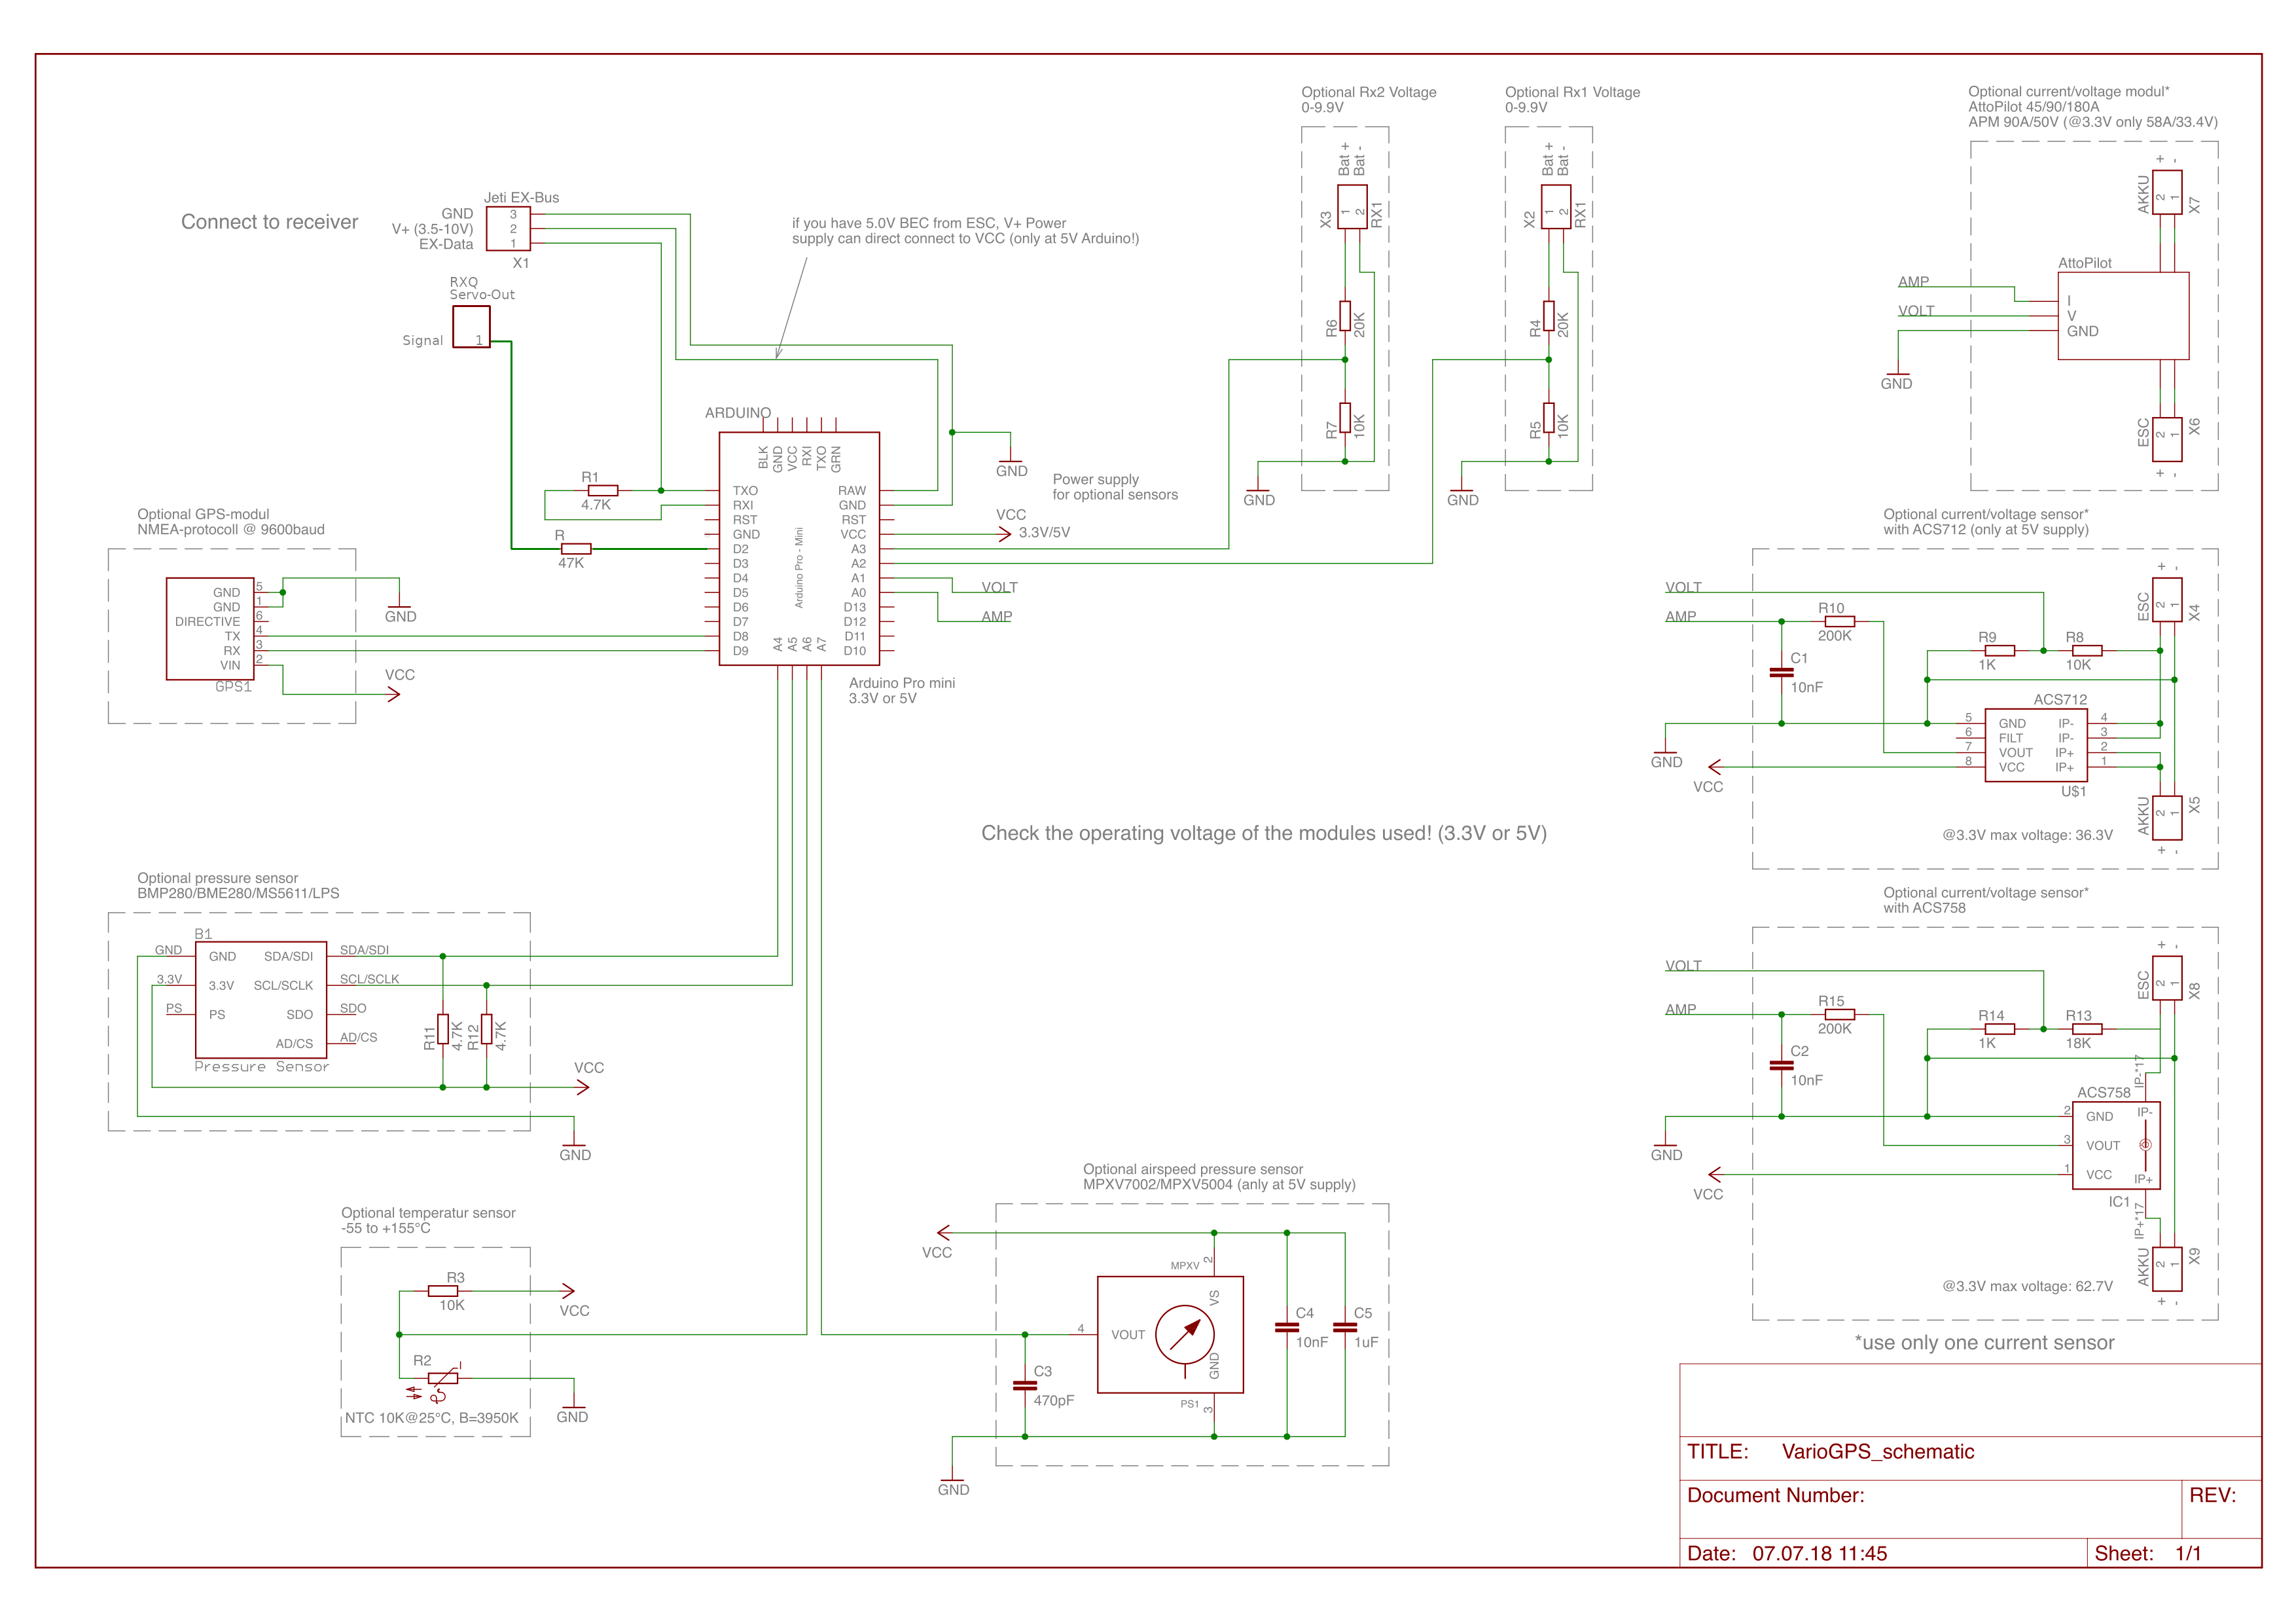 Optional Rx2 Voltage
0-9.9V
Bat +
Bat -
X3
1
2
RX1
R6
20K
R7
10K
GND
Optional Rx1 Voltage
0-9.9V
Bat +
Bat -
X2
1
2
RX1
R4
20K
R5
10K
GND
Optional current/voltage modul*
AttoPilot 45/90/180A
APM 90A/50V (@3.3V only 58A/33.4V)
+ -
AKKU
2
1
X7
AttoPilot
AMP
VOLT
I
V
GND
GND
ESC
2
1
X6
+ -
Connect to receiver
Jeti EX-Bus
GND
V+ (3.5-10V)
EX-Data
3
2
1
X1
RXQ
Servo-Out
Signal
1
if you have 5.0V BEC from ESC, V+ Power
supply can direct connect to VCC (only at 5V Arduino!)
ARDUINO
BLK
GND
VCC
RXI
TXO
GRN
TXO
RXI
RST
GND
D2
D3
D4
D5
D6
D7
D8
D9
Arduino Pro - Mini
RAW
GND
RST
VCC
A3
A2
A1
A0
D13
D12
D11
D10
A4
A5
A6
A7
Arduino Pro mini
3.3V or 5V
R1
4.7K
R
47K
GND
Power supply
for optional sensors
VCC
3.3V/5V
VOLT
AMP
Optional GPS-modul
NMEA-protocoll @ 9600baud
GND
GND
DIRECTIVE
TX
RX
VIN
5
1
6
4
3
2
GPS1
GND
VCC
Optional current/voltage sensor*
with ACS712 (only at 5V supply)
VOLT
AMP
R10
200K
C1
10nF
R9
1K
R8
10K
+ -
ESC
2
1
X4
ACS712
5
6
7
8
GND
FILT
VOUT
VCC
IP-
IP-
IP+
IP+
4
3
2
1
U$1
GND
VCC
AKKU
2
1
X5
@3.3V max voltage: 36.3V
+ -
Check the operating voltage of the modules used! (3.3V or 5V)
Optional pressure sensor
BMP280/BME280/MS5611/LPS
B1
GND
3.3V
PS
GND
3.3V
PS
SDA/SDI
SCL/SCLK
SDO
AD/CS
SDA/SDI
SCL/SCLK
SDO
AD/CS
Pressure Sensor
R11
4.7K
R12
4.7K
VCC
GND
Optional current/voltage sensor*
with ACS758
VOLT
AMP
R15
200K
C2
10nF
R14
1K
R13
18K
+ -
ESC
2
1
X8
IP-*17
ACS758
2
3
1
GND
VOUT
VCC
IP-
IP+
IC1
IP+*17
GND
VCC
AKKU
2
1
X9
@3.3V max voltage: 62.7V
+ -
*use only one current sensor
Optional temperatur sensor
-55 to +155°C
R3
10K
VCC
R2
NTC 10K@25°C, B=3950K
GND
Optional airspeed pressure sensor
MPXV7002/MPXV5004 (anly at 5V supply)
VCC
MPXV
2
VS
4
VOUT
GND
PS1
3
C3
470pF
C4
10nF
C5
1uF
GND
TITLE: VarioGPS_schematic
Document Number:
REV:
Date: 07.07.18 11:45
Sheet: 1/1